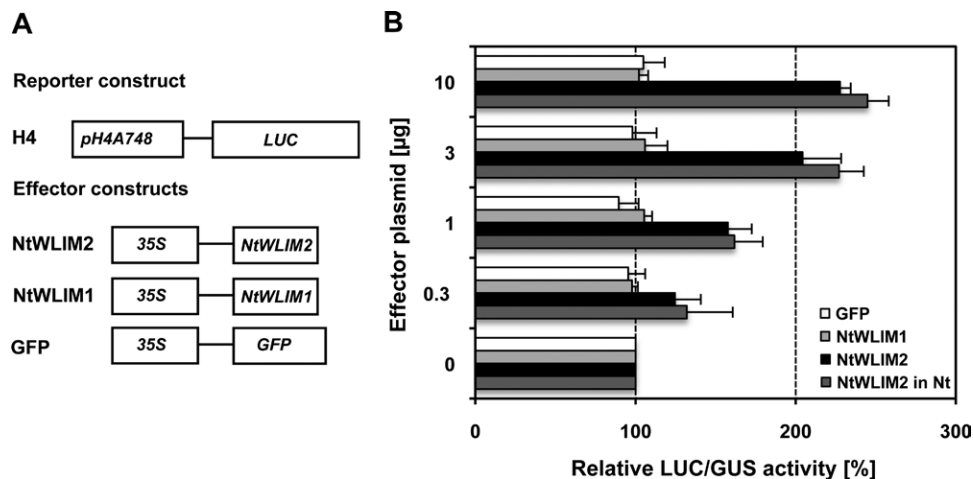 A
Reporter construct
H4 pH4A748 LUC
Effector constructs
NtWLIM2 35S NtWLIM2
NtWLIM1 35S NtWLIM1
GFP 35S GFP
B
Effector plasmid [µg]
10
3
1
0.3
0
GFP
NtWLIM1
NtWLIM2
NtWLIM2 in Nt
0 100 200 300
Relative LUC/GUS activity [%]